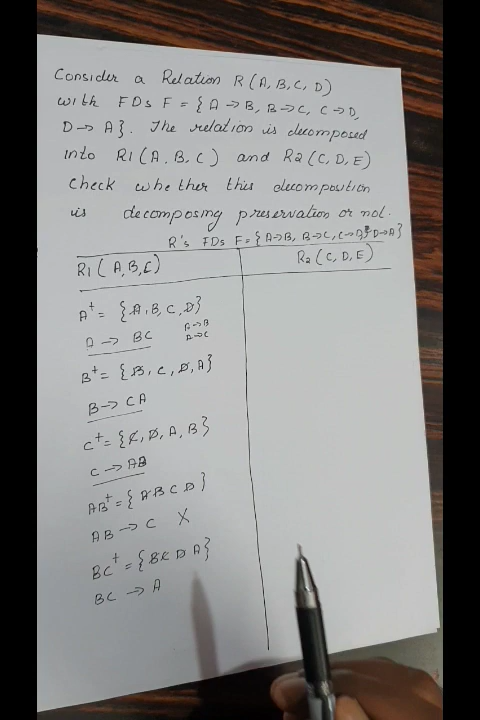 Consider a Relation R(A, B, C, D)
with FDs F = { A → B, B → C, C → D,
D → A}. The relation is decomposed
into R1(A, B, C) and R2(C, D, E)
Check whether this decomposition
is decomposing preservation or not.
R's FDs F = {A→B, B→C, C→D, D→A}
R1(A, B, C)
A+ = {A, B, C, D}
A → BC
A→B
A→C
B+ = {B, C, D, A}
B → CA
C+ = {C, D, A, B}
C → AB
AB+ = {A B C D}
AB → C X
BC+ = {B C D A}
BC → A
R2(C, D, E)